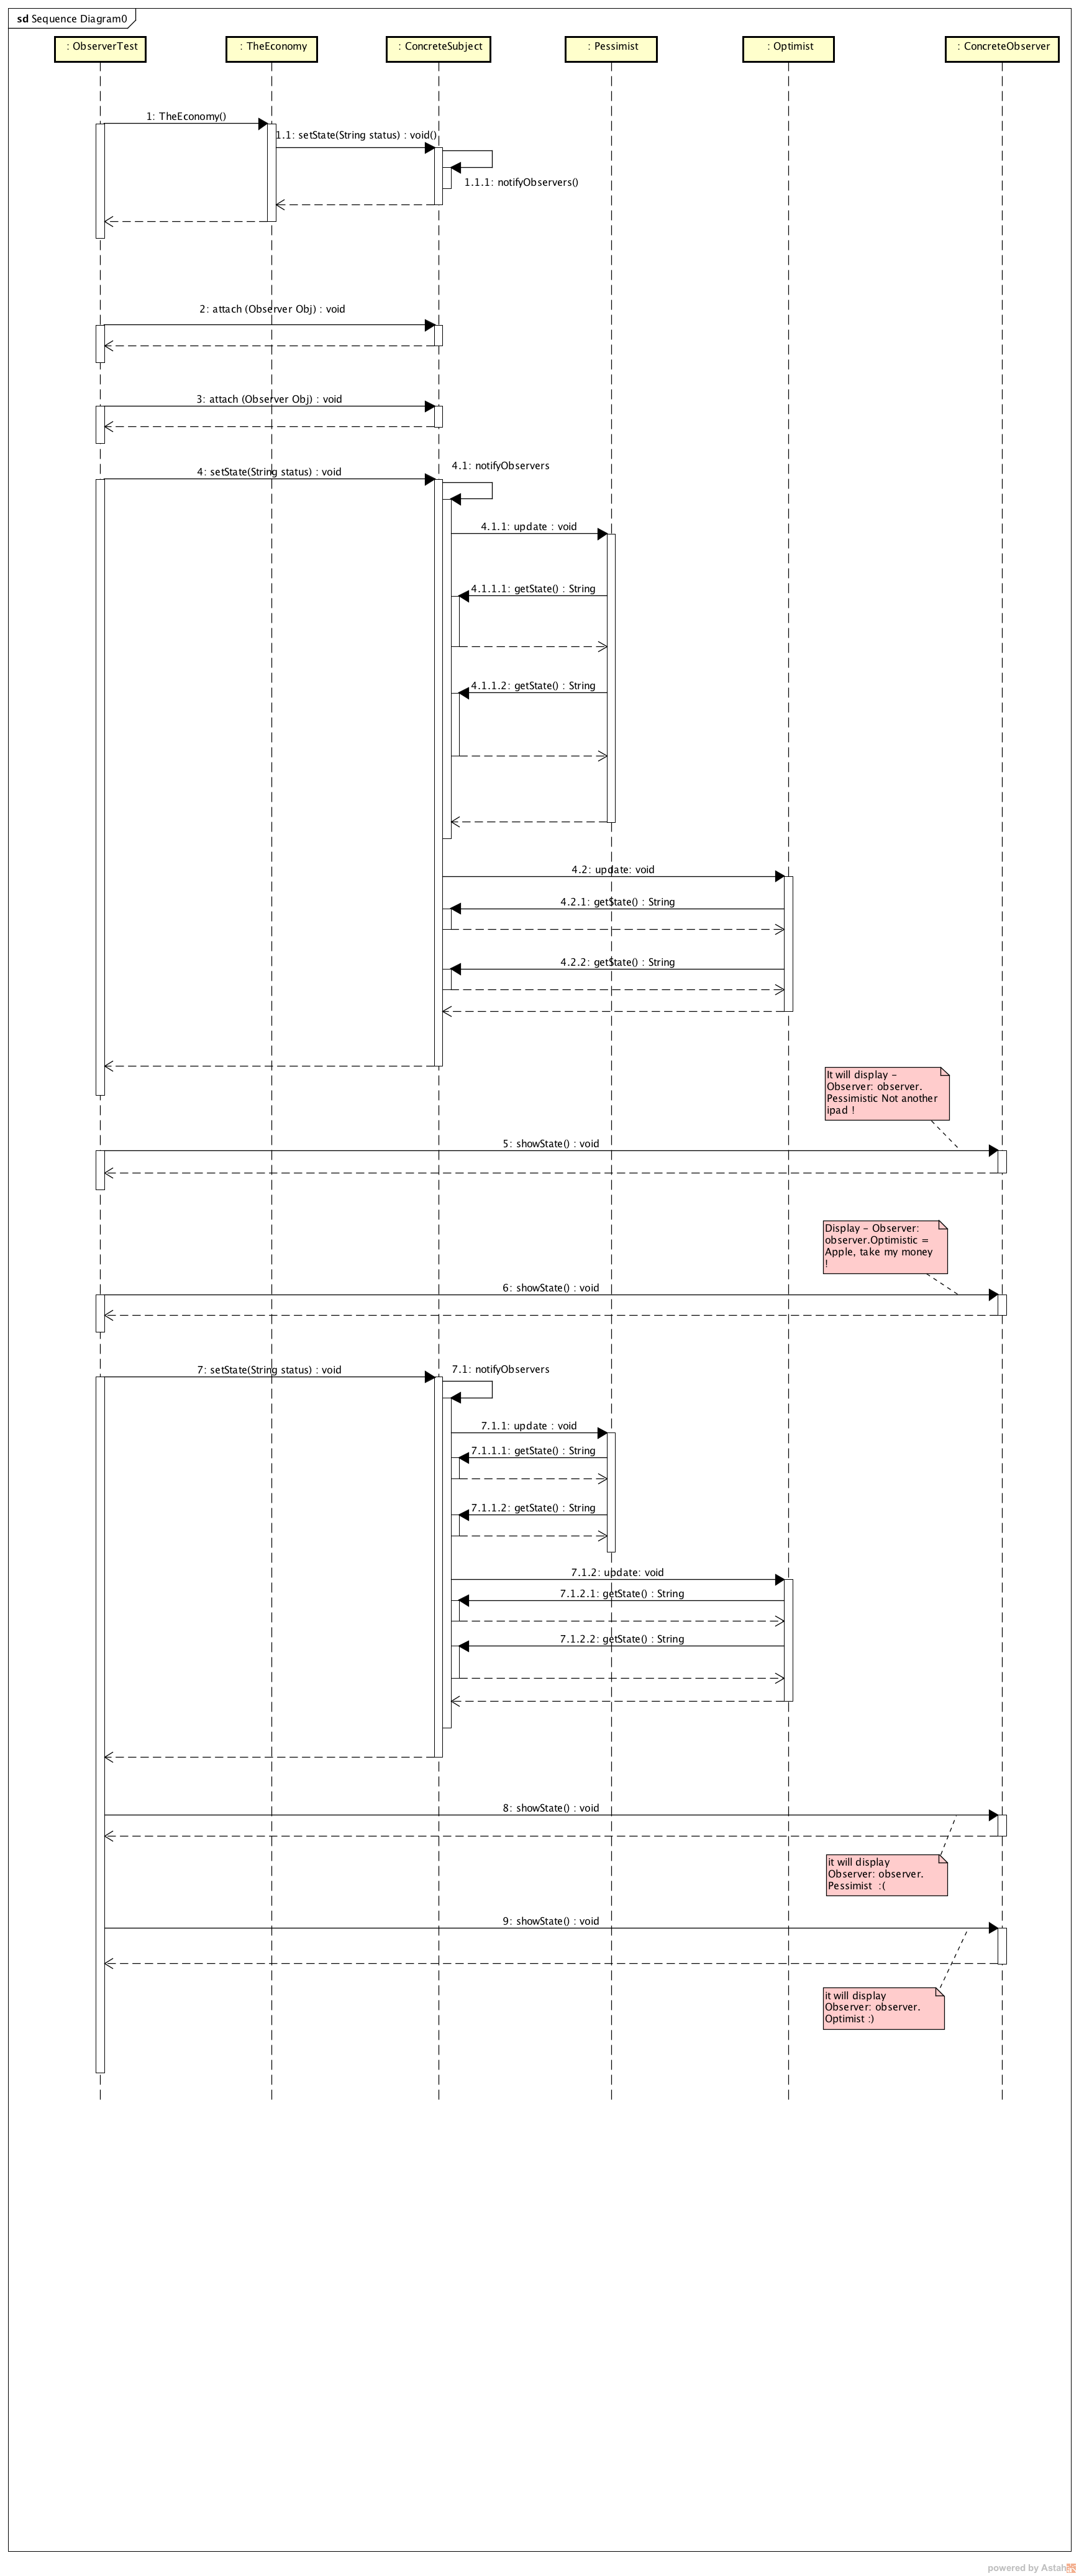 sd Sequence Diagram0
: ObserverTest
: TheEconomy
: ConcreteSubject
: Pessimist
: Optimist
: ConcreteObserver
1: TheEconomy()
1.1: setState(String status) : void()
1.1.1: notifyObservers()
2: attach (Observer Obj) : void
3: attach (Observer Obj) : void
4.1: notifyObservers
4: setState(String status) : void
4.1.1: update : void
4.1.1.1: getState() : String
4.1.1.2: getState() : String
4.2: update: void
4.2.1: getState() : String
4.2.2: getState() : String
It will display -
Observer: observer.
Pessimistic Not another
ipad !
5: showState() : void
Display - Observer:
observer.Optimistic =
Apple, take my money
!
6: showState() : void
7: setState(String status) : void
7.1: notifyObservers
7.1.1: update : void
7.1.1.1: getState() : String
7.1.1.2: getState() : String
7.1.2: update: void
7.1.2.1: getState() : String
7.1.2.2: getState() : String
8: showState() : void
it will display
Observer: observer.
Pessimist :(
9: showState() : void
it will display
Observer: observer.
Optimist :)
powered by Astah